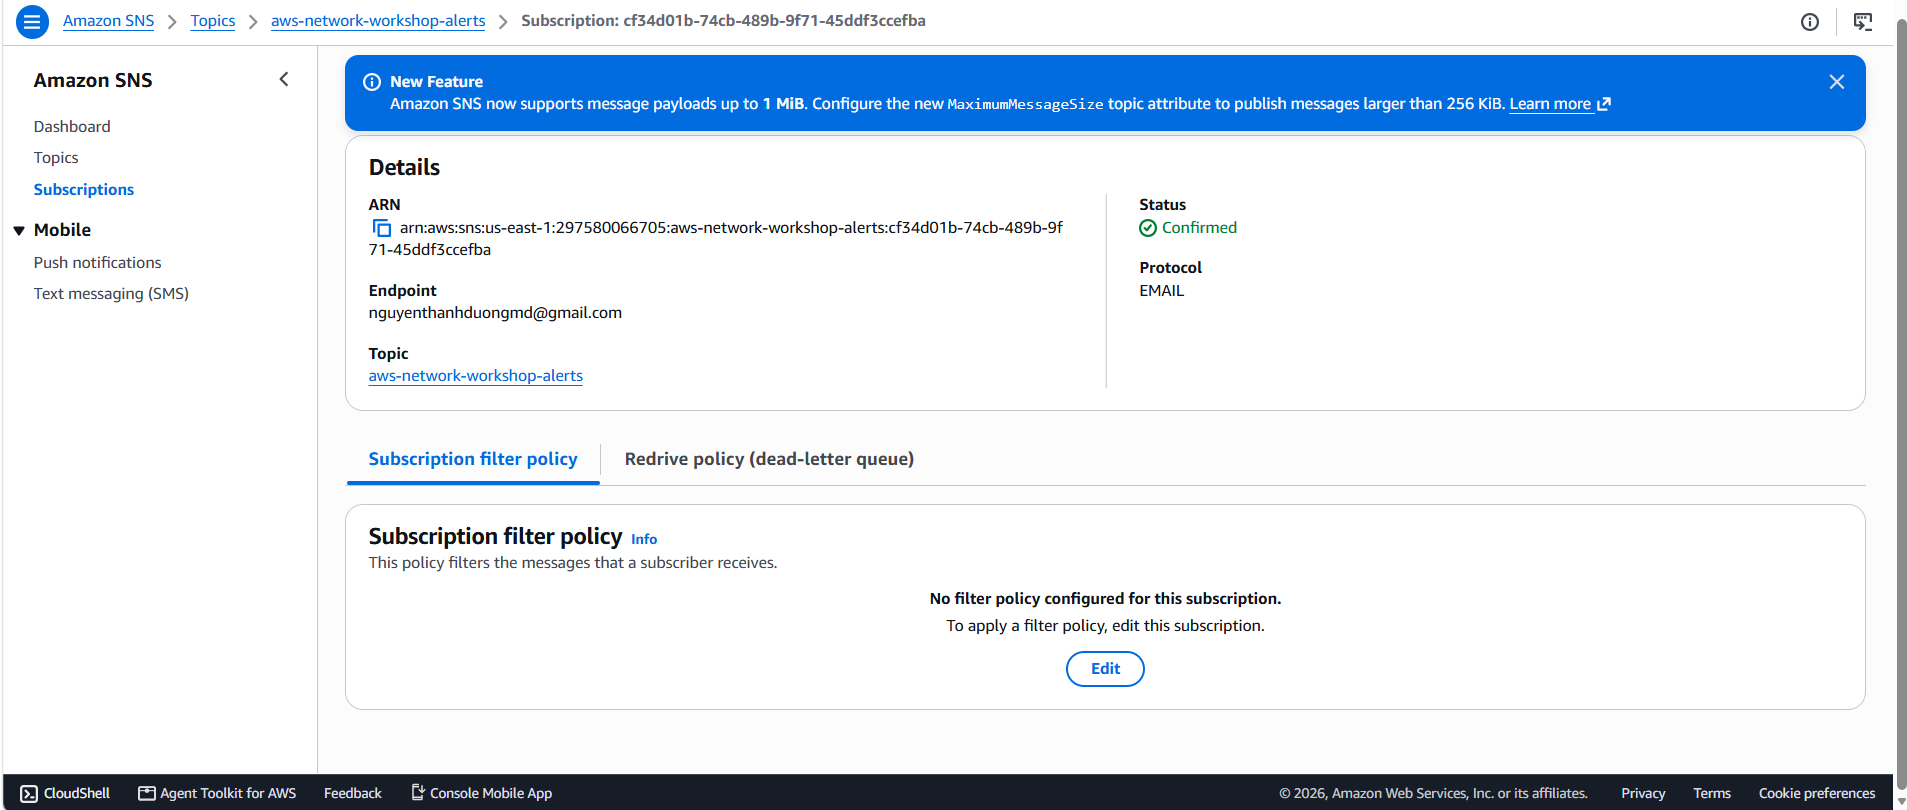 Amazon SNS > Topics > aws-network-workshop-alerts > Subscription: cf34d01b-74cb-489b-9f71-45ddf3ccefba
Amazon SNS
Dashboard
Topics
Subscriptions
Mobile
Push notifications
Text messaging (SMS)
New Feature
Amazon SNS now supports message payloads up to 1 MiB. Configure the new MaximumMessageSize topic attribute to publish messages larger than 256 KiB. Learn more
Details
ARN
arn:aws:sns:us-east-1:297580066705:aws-network-workshop-alerts:cf34d01b-74cb-489b-9f
71-45ddf3ccefba
Endpoint
nguyenthanhduongmd@gmail.com
Topic
aws-network-workshop-alerts
Status
Confirmed
Protocol
EMAIL
Subscription filter policy
Redrive policy (dead-letter queue)
Subscription filter policy Info
This policy filters the messages that a subscriber receives.
No filter policy configured for this subscription.
To apply a filter policy, edit this subscription.
Edit
CloudShell Agent Toolkit for AWS Feedback Console Mobile App © 2026, Amazon Web Services, Inc. or its affiliates. Privacy Terms Cookie preferences